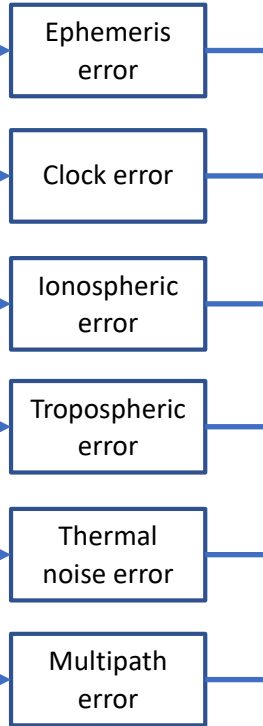 Ephemeris
error
Clock error
Ionospheric
error
Tropospheric
error
Thermal
noise error
Multipath
error